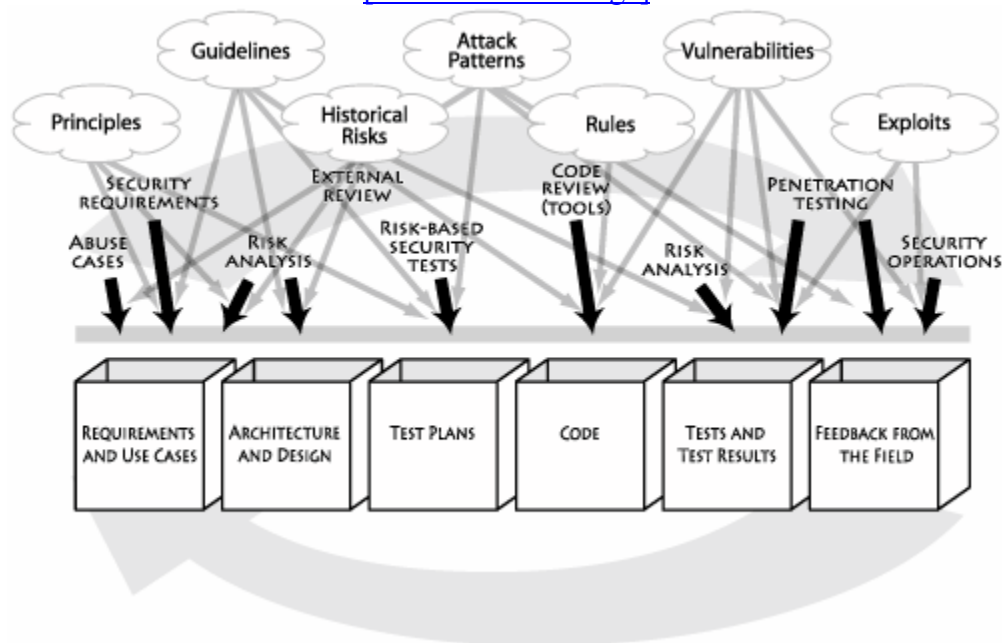 Guidelines
Attack
Patterns
Vulnerabilities
Principles
Historical
Risks
Rules
Exploits
SECURITY
REQUIREMENTS
EXTERNAL
REVIEW
CODE
REVIEW
(TOOLS)
PENETRATION
TESTING
ABUSE
CASES
RISK
ANALYSIS
RISK-BASED
SECURITY
TESTS
RISK
ANALYSIS
SECURITY
OPERATIONS
REQUIREMENTS
AND USE CASES
ARCHITECTURE
AND DESIGN
TEST PLANS
CODE
TESTS AND
TEST RESULTS
FEEDBACK FROM
THE FIELD